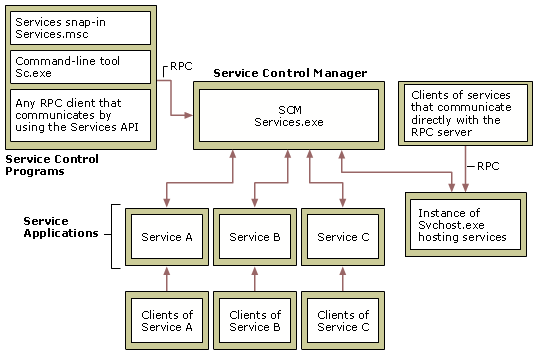 Services snap-in
Services.msc
Command-line tool
Sc.exe
Any RPC client that
communicates by
using the Services API
Service Control
Programs
RPC
Service Control Manager
SCM
Services.exe
Clients of services
that communicate
directly with the
RPC server
RPC
Service
Applications
Service A
Service B
Service C
Instance of
Svchost.exe
hosting services
Clients of
Service A
Clients of
Service B
Clients of
Service C